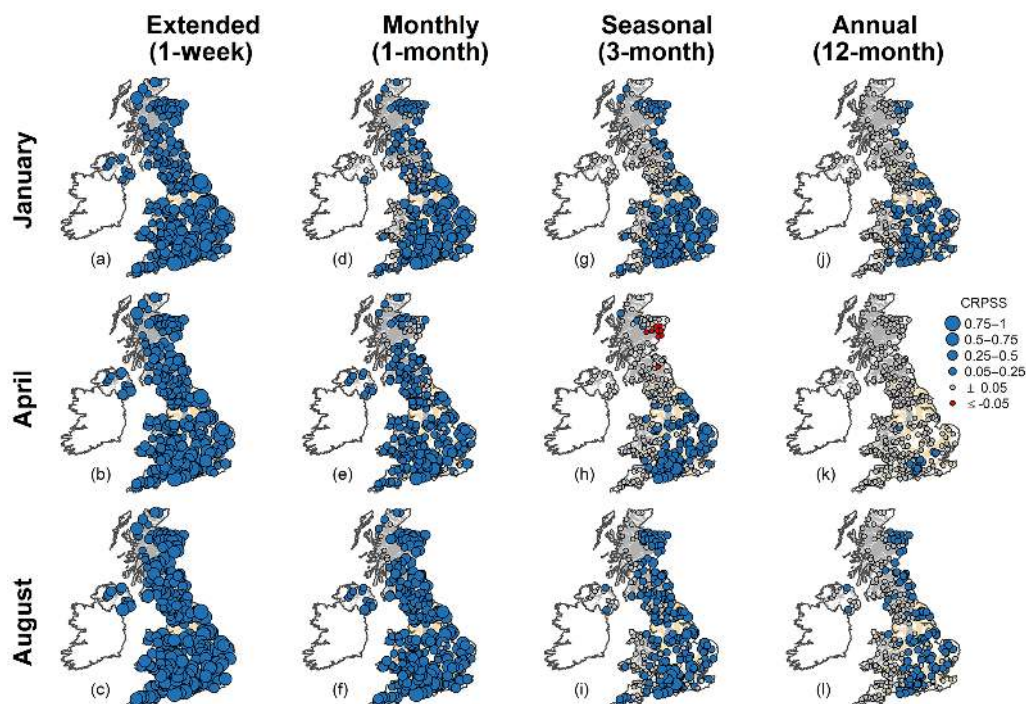 Extended
(1-week)
Monthly
(1-month)
Seasonal
(3-month)
Annual
(12-month)
January
(a)
(d)
(g)
(j)
April
(b)
(e)
(h)
(k)
CRPSS
0.75–1
0.5–0.75
0.25–0.5
0.05–0.25
⊥ 0.05
≤ -0.05
August
(c)
(f)
(i)
(l)